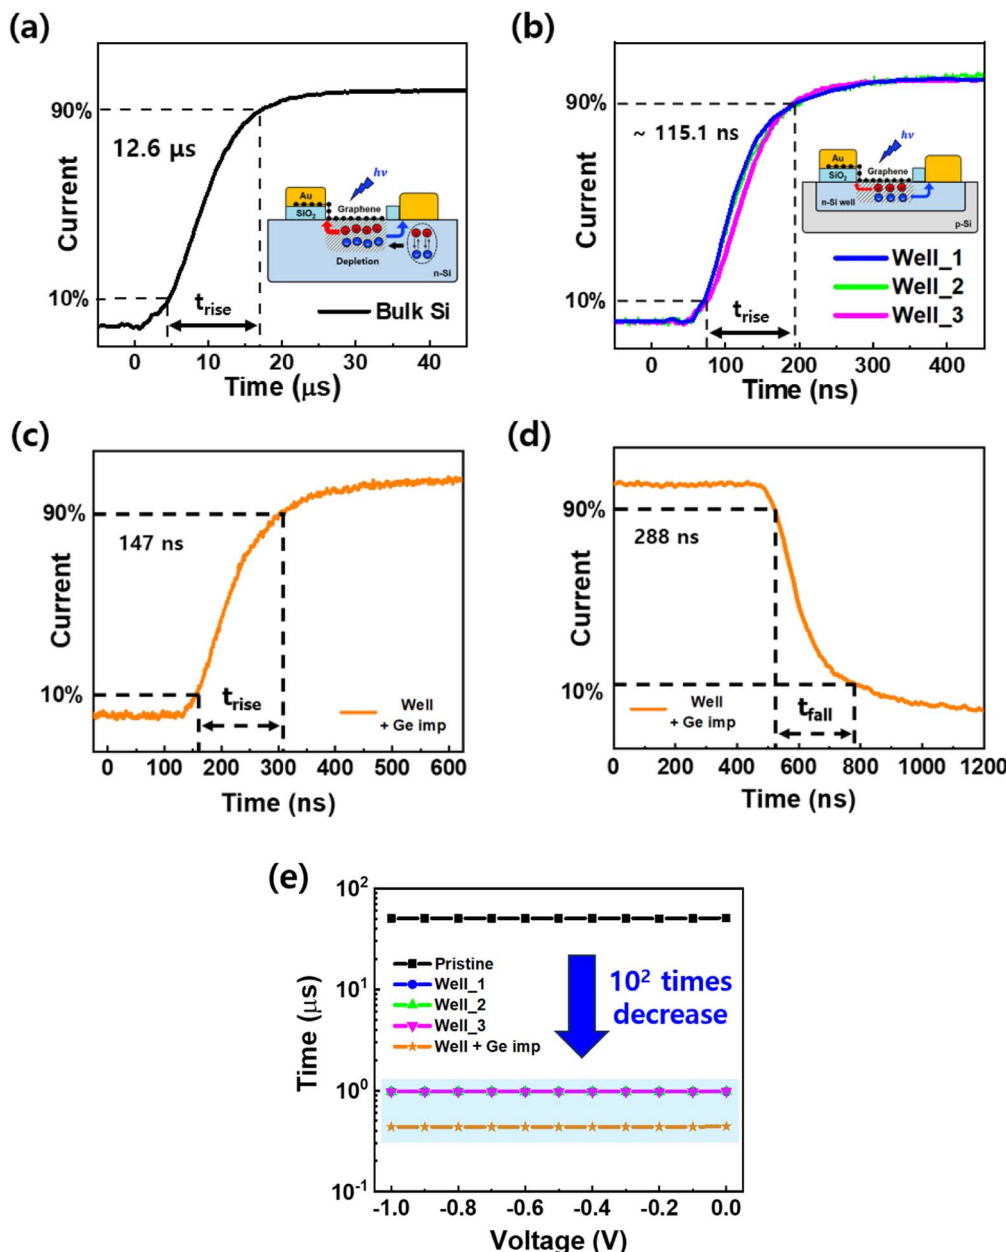 (a)
Current
90%
10%
12.6 μs
hν
Au
SiO₂
Graphene
Depletion
n-Si
t_rise
Bulk Si
0 10 20 30 40
Time (μs)
(b)
Current
90%
10%
~ 115.1 ns
hν
Au
SiO₂
Graphene
n-Si well
p-Si
Well_1
Well_2
Well_3
t_rise
0 100 200 300 400
Time (ns)
(c)
Current
90%
10%
147 ns
t_rise
Well
+ Ge imp
0 100 200 300 400 500 600
Time (ns)
(d)
Current
90%
10%
288 ns
t_fall
Well
+ Ge imp
0 200 400 600 800 1000 1200
Time (ns)
(e)
Time (μs)
10²
10¹
10⁰
10⁻¹
Pristine
Well_1
Well_2
Well_3
Well + Ge imp
10² times
decrease
-1.0 -0.8 -0.6 -0.4 -0.2 0.0
Voltage (V)